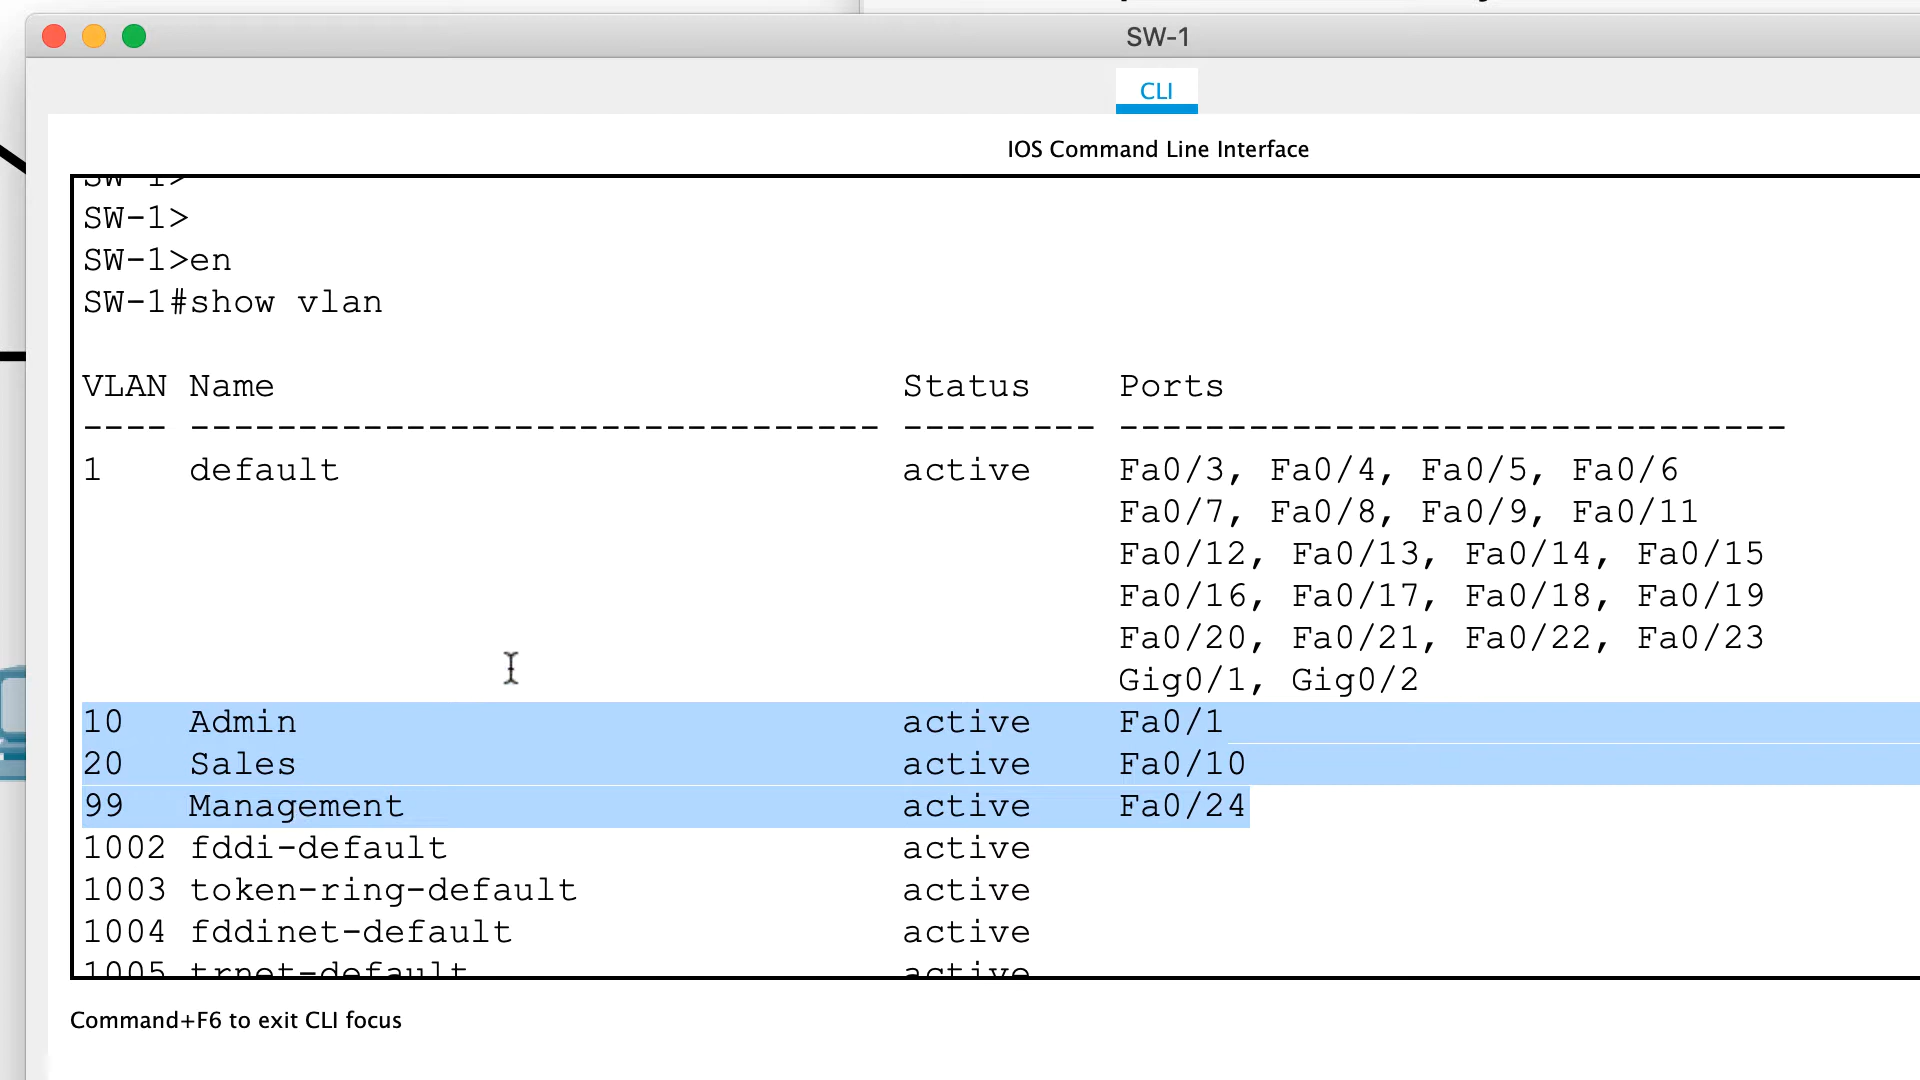 SW-1
CLI
IOS Command Line Interface
SW-1>
SW-1>
SW-1>en
SW-1#show vlan
VLAN Name Status Ports
---- -------------------------------- --------- -------------------------------
1 default active Fa0/3, Fa0/4, Fa0/5, Fa0/6
Fa0/7, Fa0/8, Fa0/9, Fa0/11
Fa0/12, Fa0/13, Fa0/14, Fa0/15
Fa0/16, Fa0/17, Fa0/18, Fa0/19
Fa0/20, Fa0/21, Fa0/22, Fa0/23
Gig0/1, Gig0/2
10 Admin active Fa0/1
20 Sales active Fa0/10
99 Management active Fa0/24
1002 fddi-default active
1003 token-ring-default active
1004 fddinet-default active
1005 trnet-default active
Command+F6 to exit CLI focus